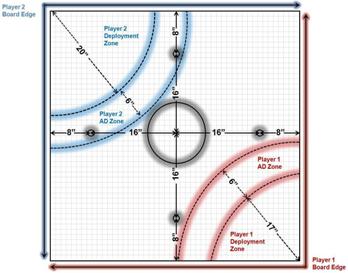 Player 2
Board Edge
Player 2
Deployment
Zone
20"
6"
Player 2
AD Zone
8"
16"
8"
16"
16"
8"
16"
8"
Player 1
AD Zone
6"
Player 1
Deployment
Zone
17"
Player 1
Board Edge